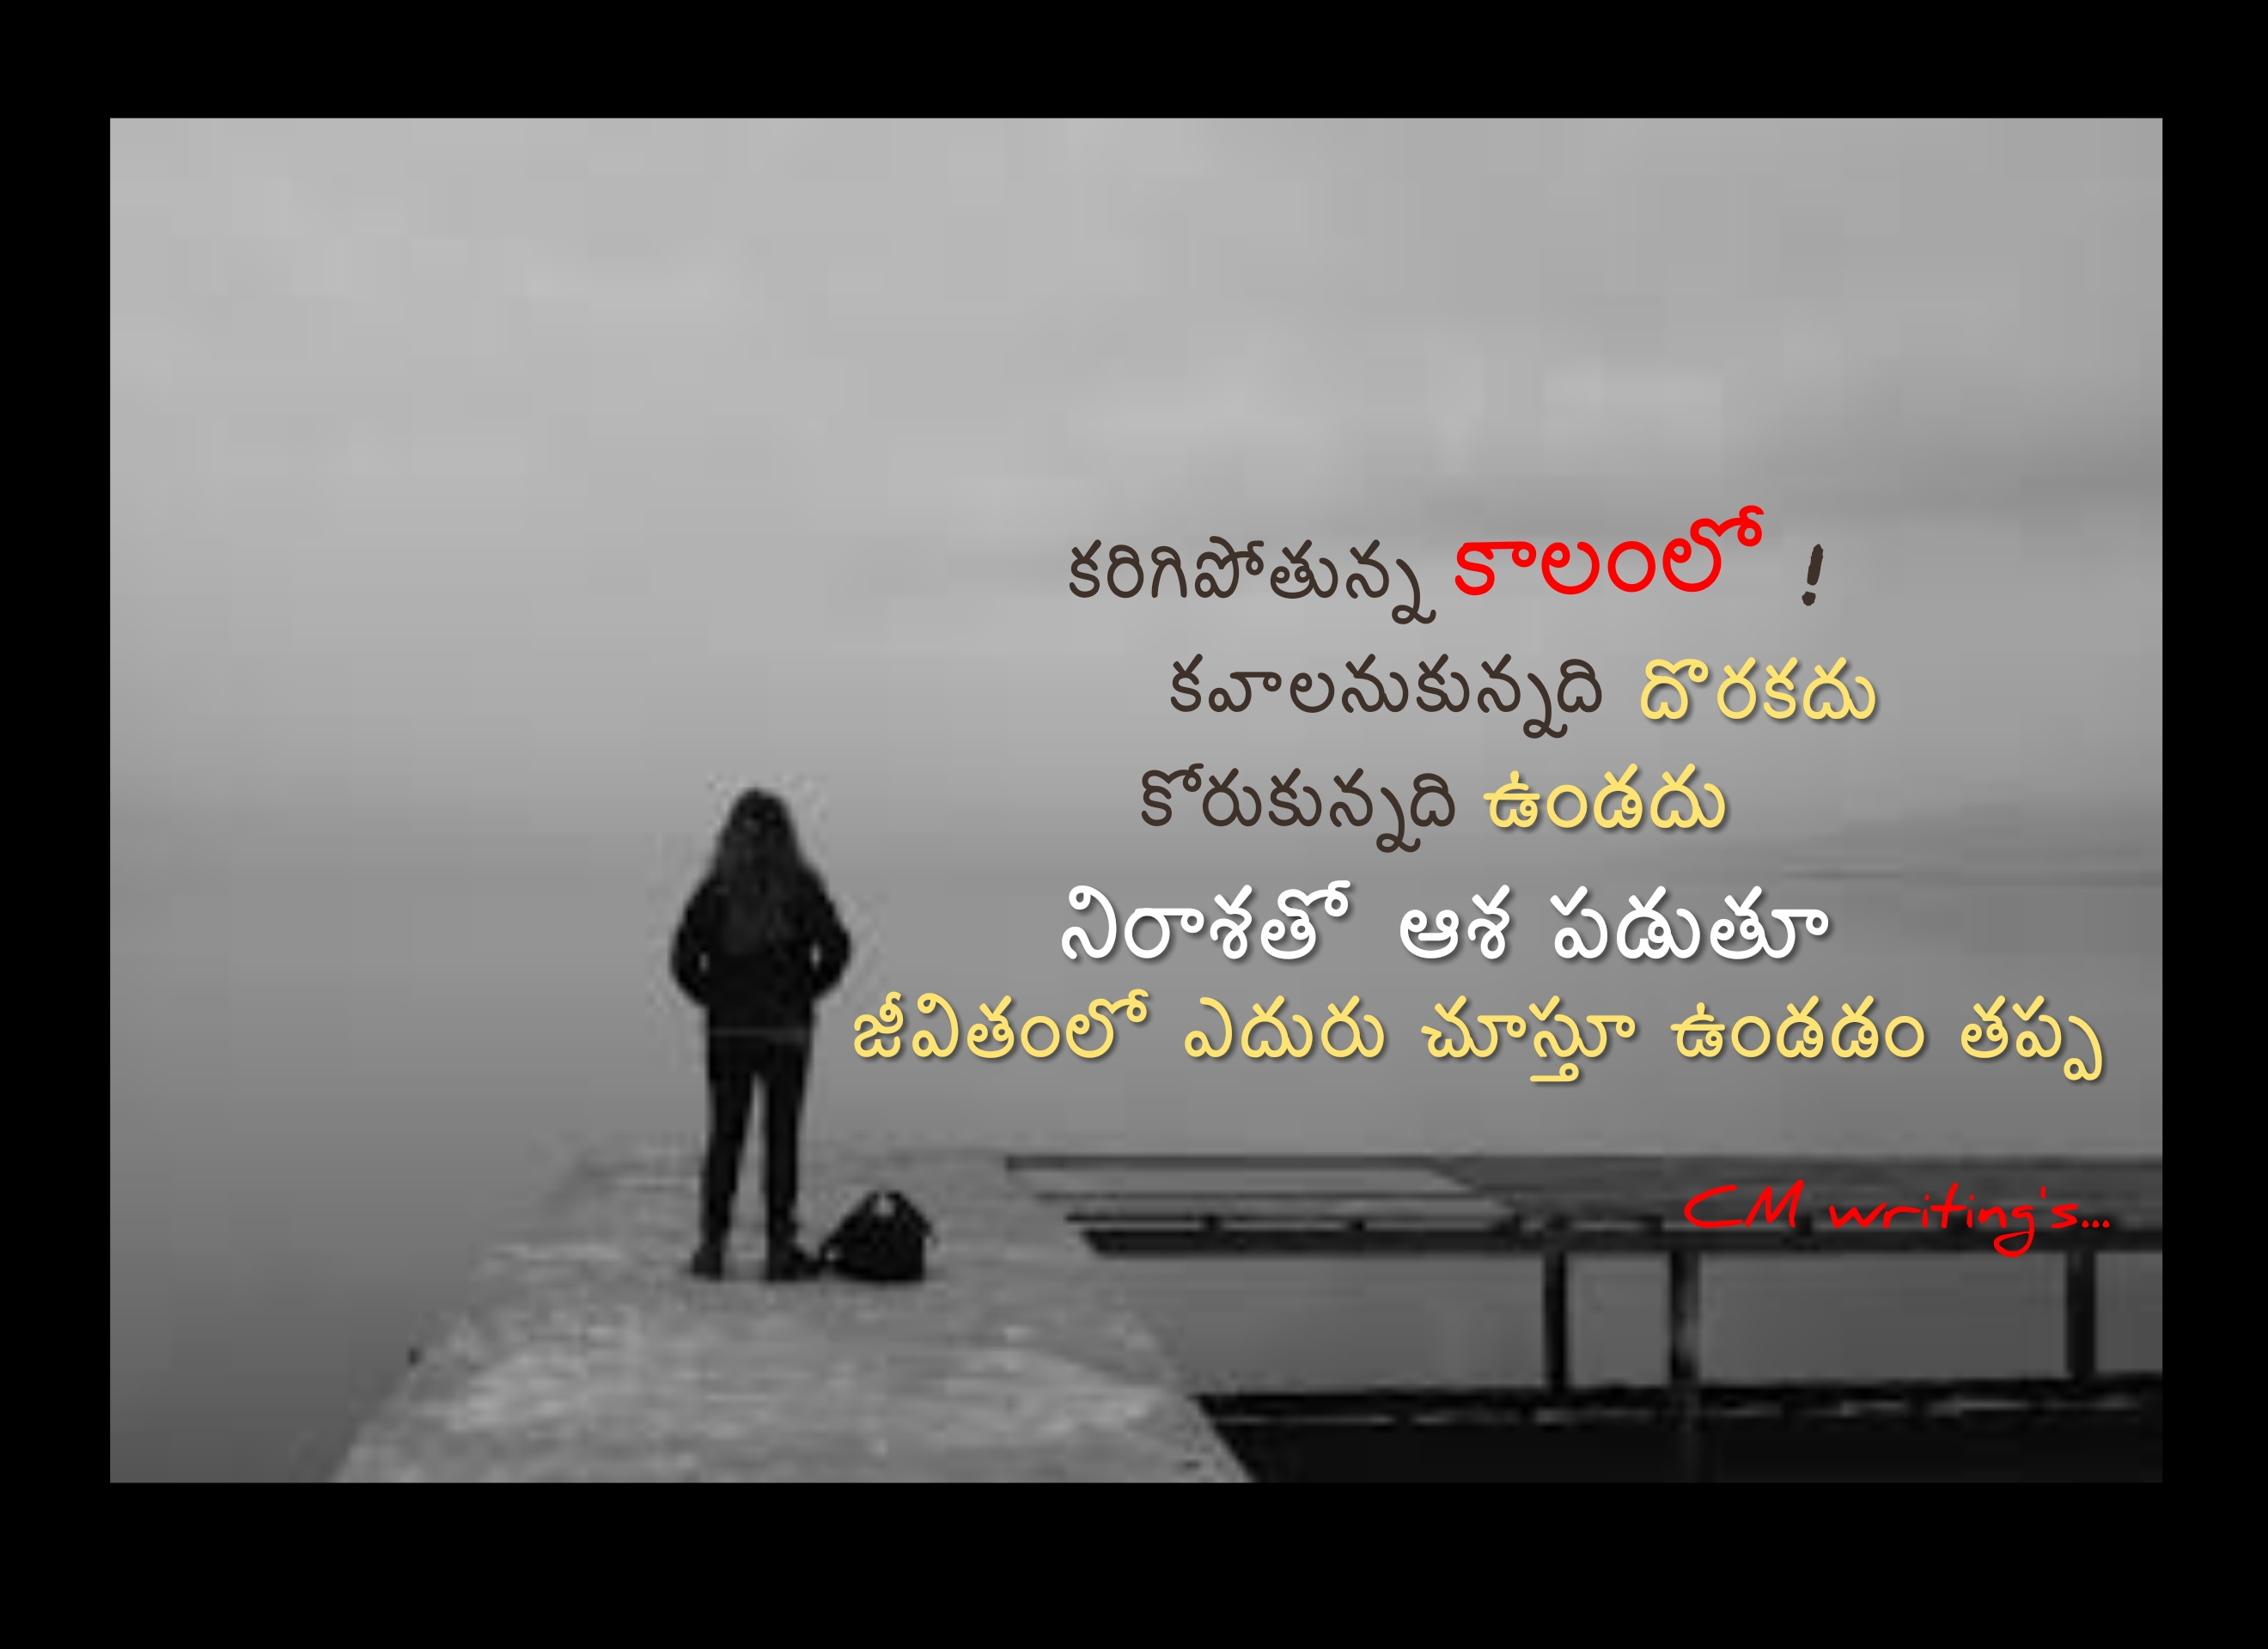 కరిగిపోతున్న కాలంలో !
కవాలనుకున్నది దొరకదు
కోరుకున్నది ఉండదు
నిరాశతో ఆశ పడుతూ
జీవితంలో ఎదురు చూస్తూ ఉండడం తప్ప
CM writing's...